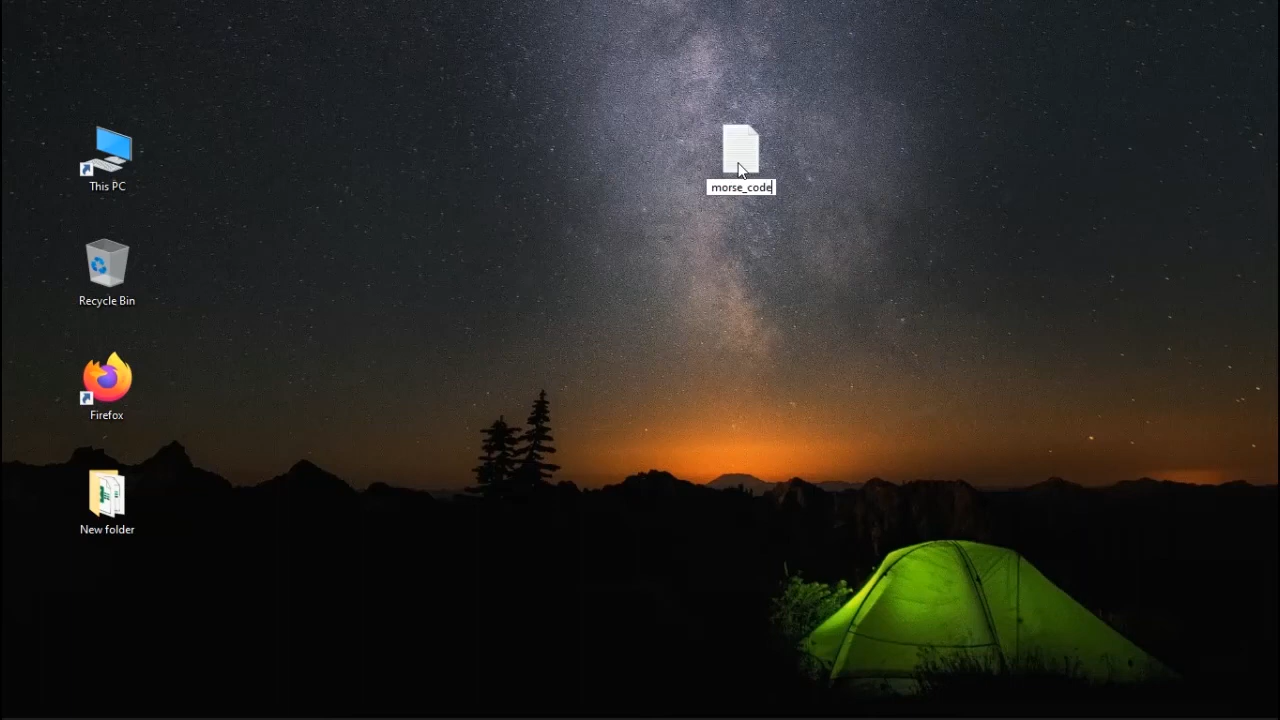 This PC
morse_code
Recycle Bin
Firefox
New folder